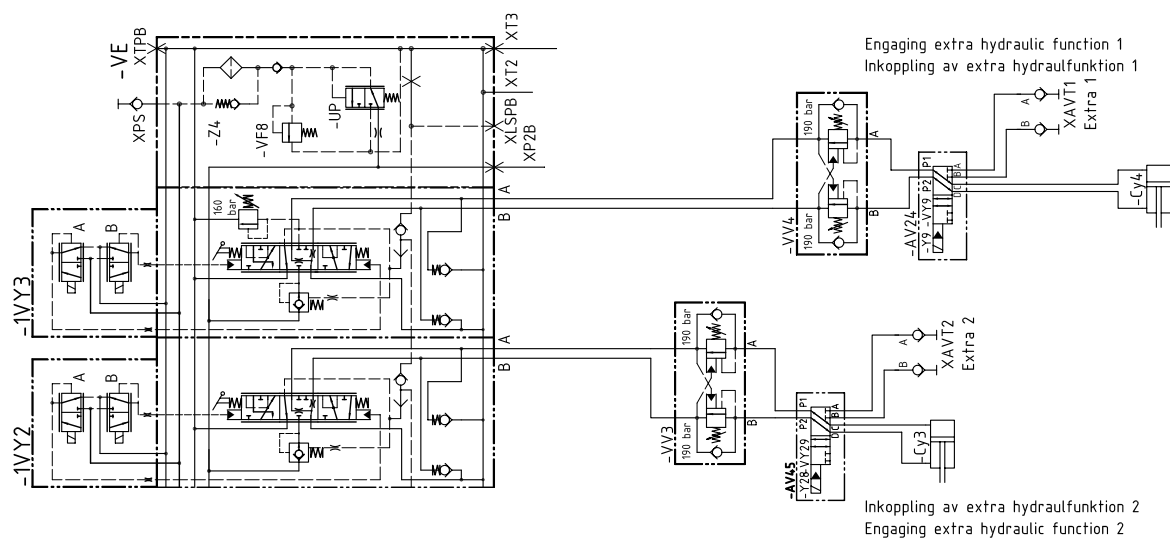 Engaging extra hydraulic function 1
Inkoppling av extra hydraulfunktion 1
-VE
XTPB
XT3
XT2
XPS
-Z4
-VF8
-UP
XLSPB
XP2B
A
B
160
bar
-1VY3
A
B
190 bar
190 bar
A
B
-VV4
-AV24
-Y9 -VY9
P2 P1
D C B A
A
B
XAVT1
Extra 1
-Cy4
A
B
-1VY2
A
B
190 bar
190 bar
A
B
-VV3
-AV45
-Y28-VY29
P2 P1
D C B A
A
B
XAVT2
Extra 2
-Cy3
Inkoppling av extra hydraulfunktion 2
Engaging extra hydraulic function 2